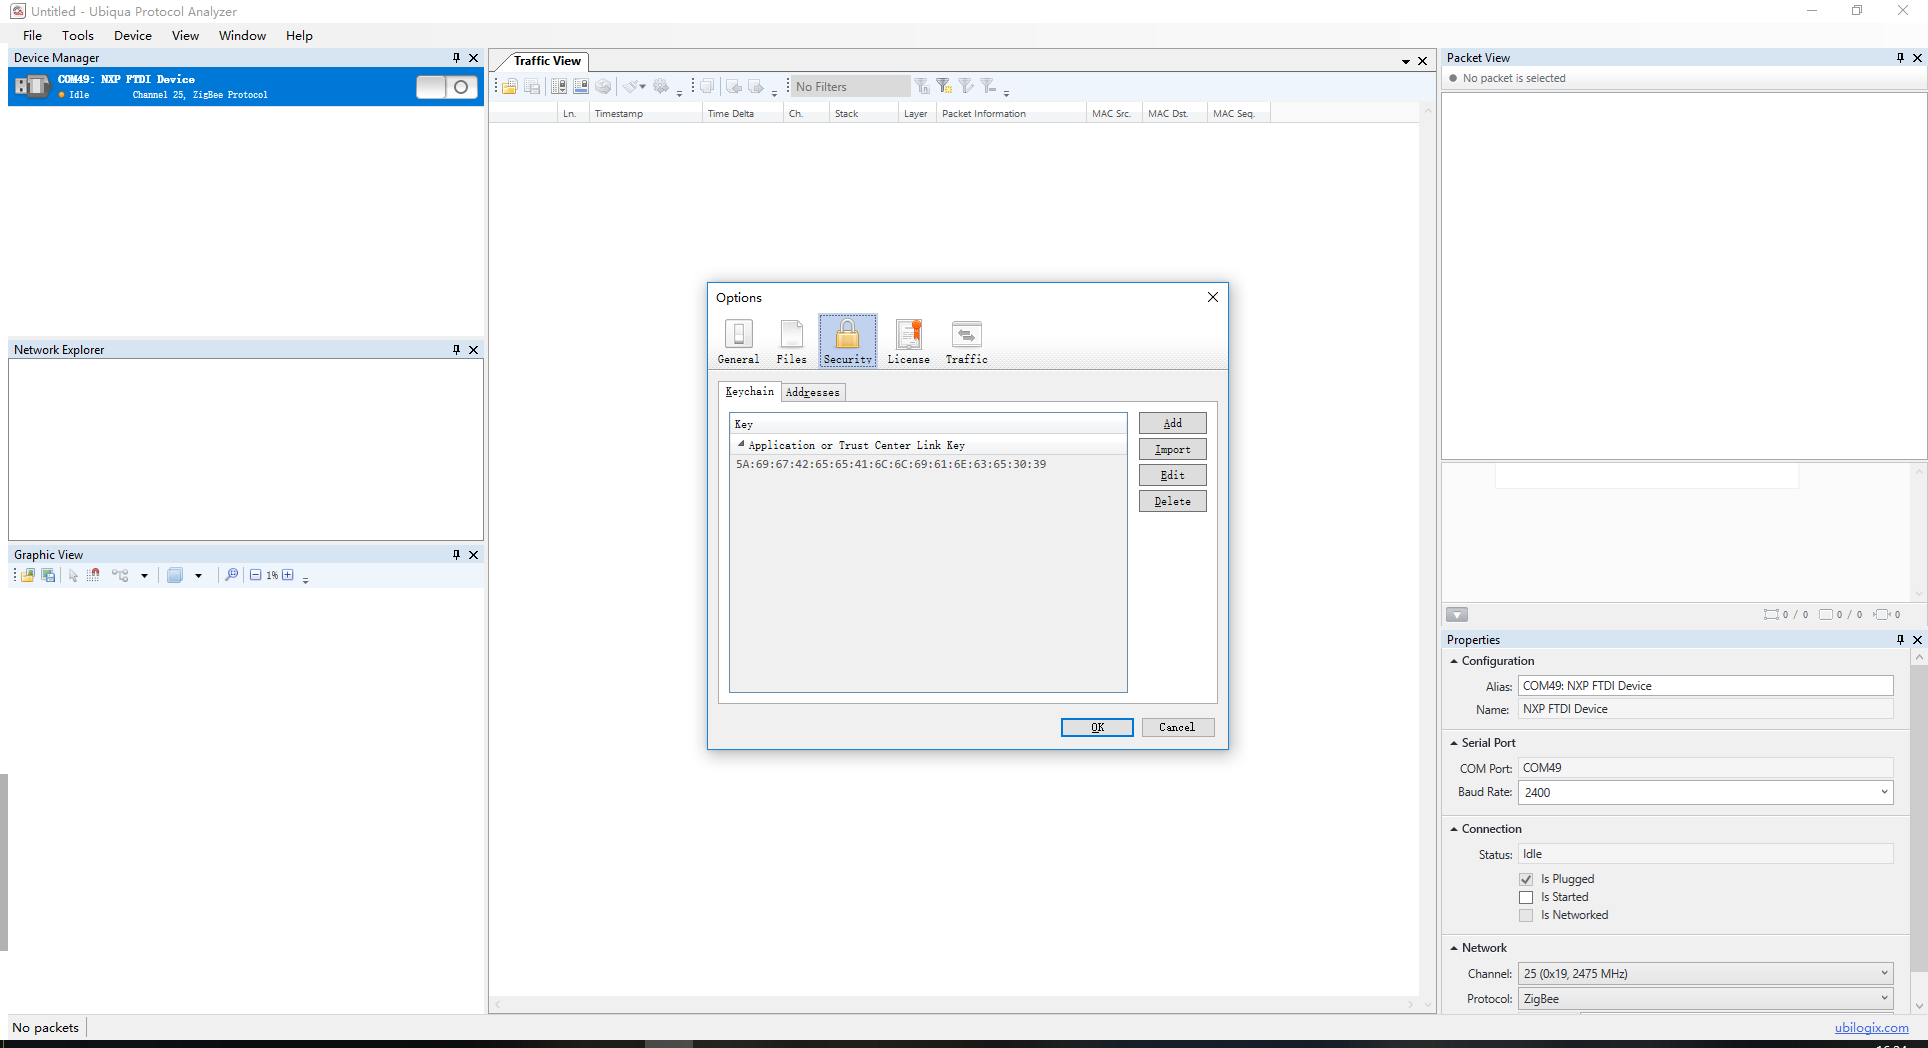 Untitled - Ubiqua Protocol Analyzer
File Tools Device View Window Help
Device Manager
COM49: NXP FTDI Device
Idle Channel 25, ZigBee Protocol
Network Explorer
Graphic View
1%
Traffic View
No Filters
Ln. Timestamp Time Delta Ch. Stack Layer Packet Information MAC Src. MAC Dst. MAC Seq.
Options
General Files Security License Traffic
Keychain Addresses
Key
Application or Trust Center Link Key
5A:69:67:42:65:65:41:6C:6C:69:61:6E:63:65:30:39
Add
Import
Edit
Delete
OK Cancel
Packet View
No packet is selected
0 / 0 0 / 0 0
Properties
Configuration
Alias: COM49: NXP FTDI Device
Name: NXP FTDI Device
Serial Port
COM Port: COM49
Baud Rate: 2400
Connection
Status: Idle
Is Plugged
Is Started
Is Networked
Network
Channel: 25 (0x19, 2475 MHz)
Protocol: ZigBee
No packets
ubilogix.com